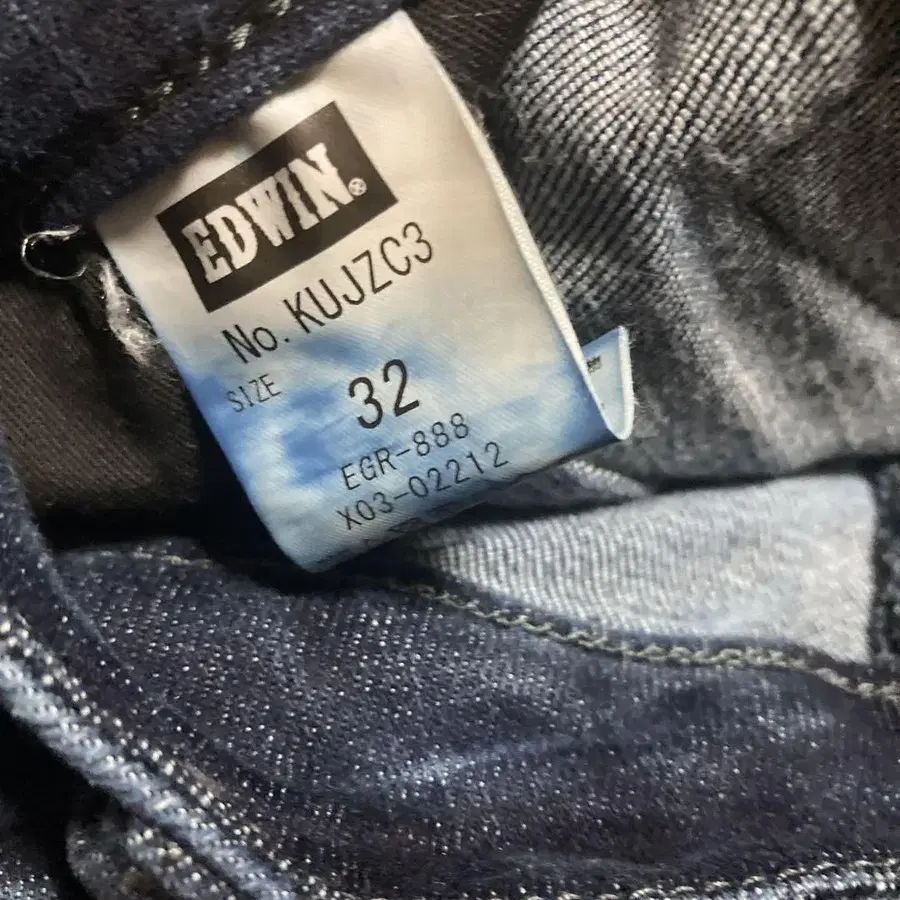 EDWIN®
No. KUJZC3
SIZE 32
EGR-888
X03-02212